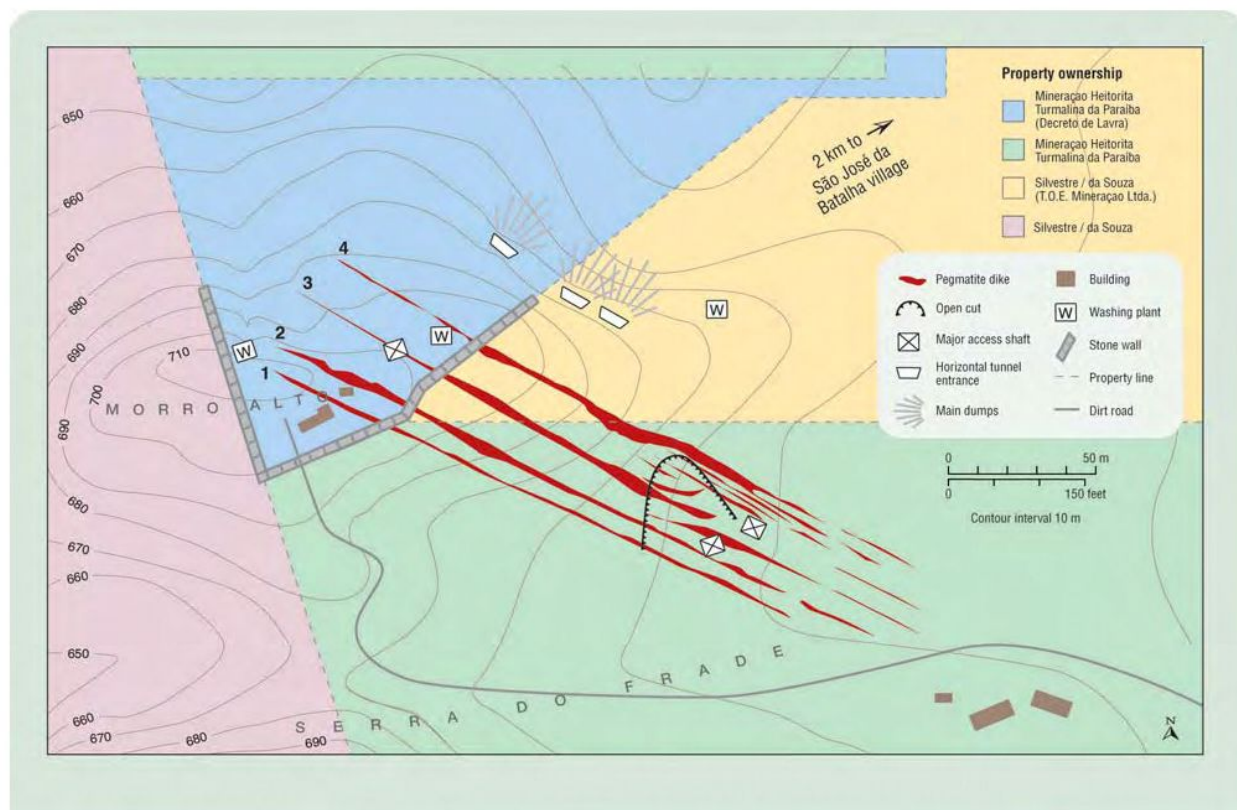 Property ownership
Mineraçao Heitorita
Turmalina da Paraíba
(Decreto de Lavra)
Mineraçao Heitorita
Turmalina da Paraíba
Silvestre / da Souza
(T.O.E. Mineraçao Ltda.)
Silvestre / da Souza
2 km to
São José da
Batalha village
Pegmatite dike
Open cut
Major access shaft
Horizontal tunnel
entrance
Main dumps
Building
W Washing plant
Stone wall
Property line
Dirt road
0 50 m
0 150 feet
Contour interval 10 m
650
660
670
680
690
710
700
690
680
670
660
650
660
670
680
690
4
3
2
1
W
W
W
MORRO ALTO
SERRA DO FRADE
N